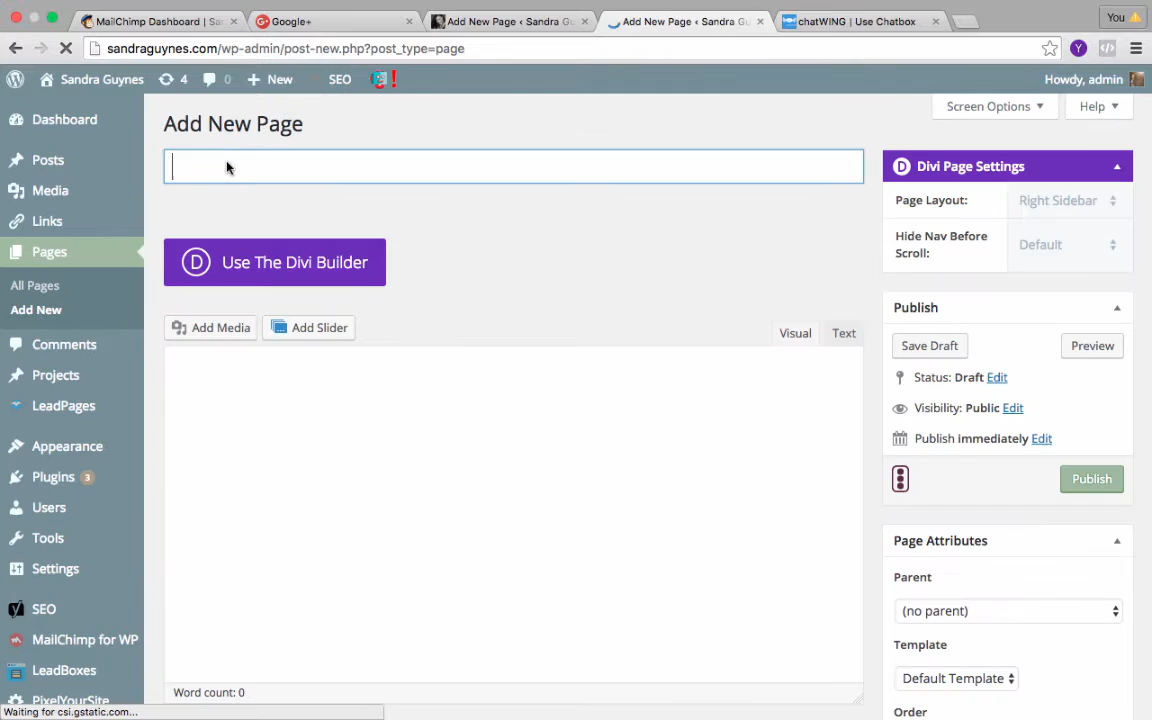 MailChimp Dashboard | San
Google+
Add New Page ‹ Sandra Gu
Add New Page ‹ Sandra Gu
chatWING | Use Chatbox
You
sandraguynes.com/wp-admin/post-new.php?post_type=page
Sandra Guynes
4
0
New
SEO
Howdy, admin
Screen Options
Help
Dashboard
Posts
Media
Links
Pages
All Pages
Add New
Comments
Projects
LeadPages
Appearance
Plugins 3
Users
Tools
Settings
SEO
MailChimp for WP
LeadBoxes
PixelYourSite
Add New Page
Use The Divi Builder
Add Media
Add Slider
Visual
Text
Word count: 0
Divi Page Settings
Page Layout:
Right Sidebar
Hide Nav Before
Scroll:
Default
Publish
Save Draft
Preview
Status: Draft Edit
Visibility: Public Edit
Publish immediately Edit
Publish
Page Attributes
Parent
(no parent)
Template
Default Template
Order
Waiting for csi.gstatic.com...